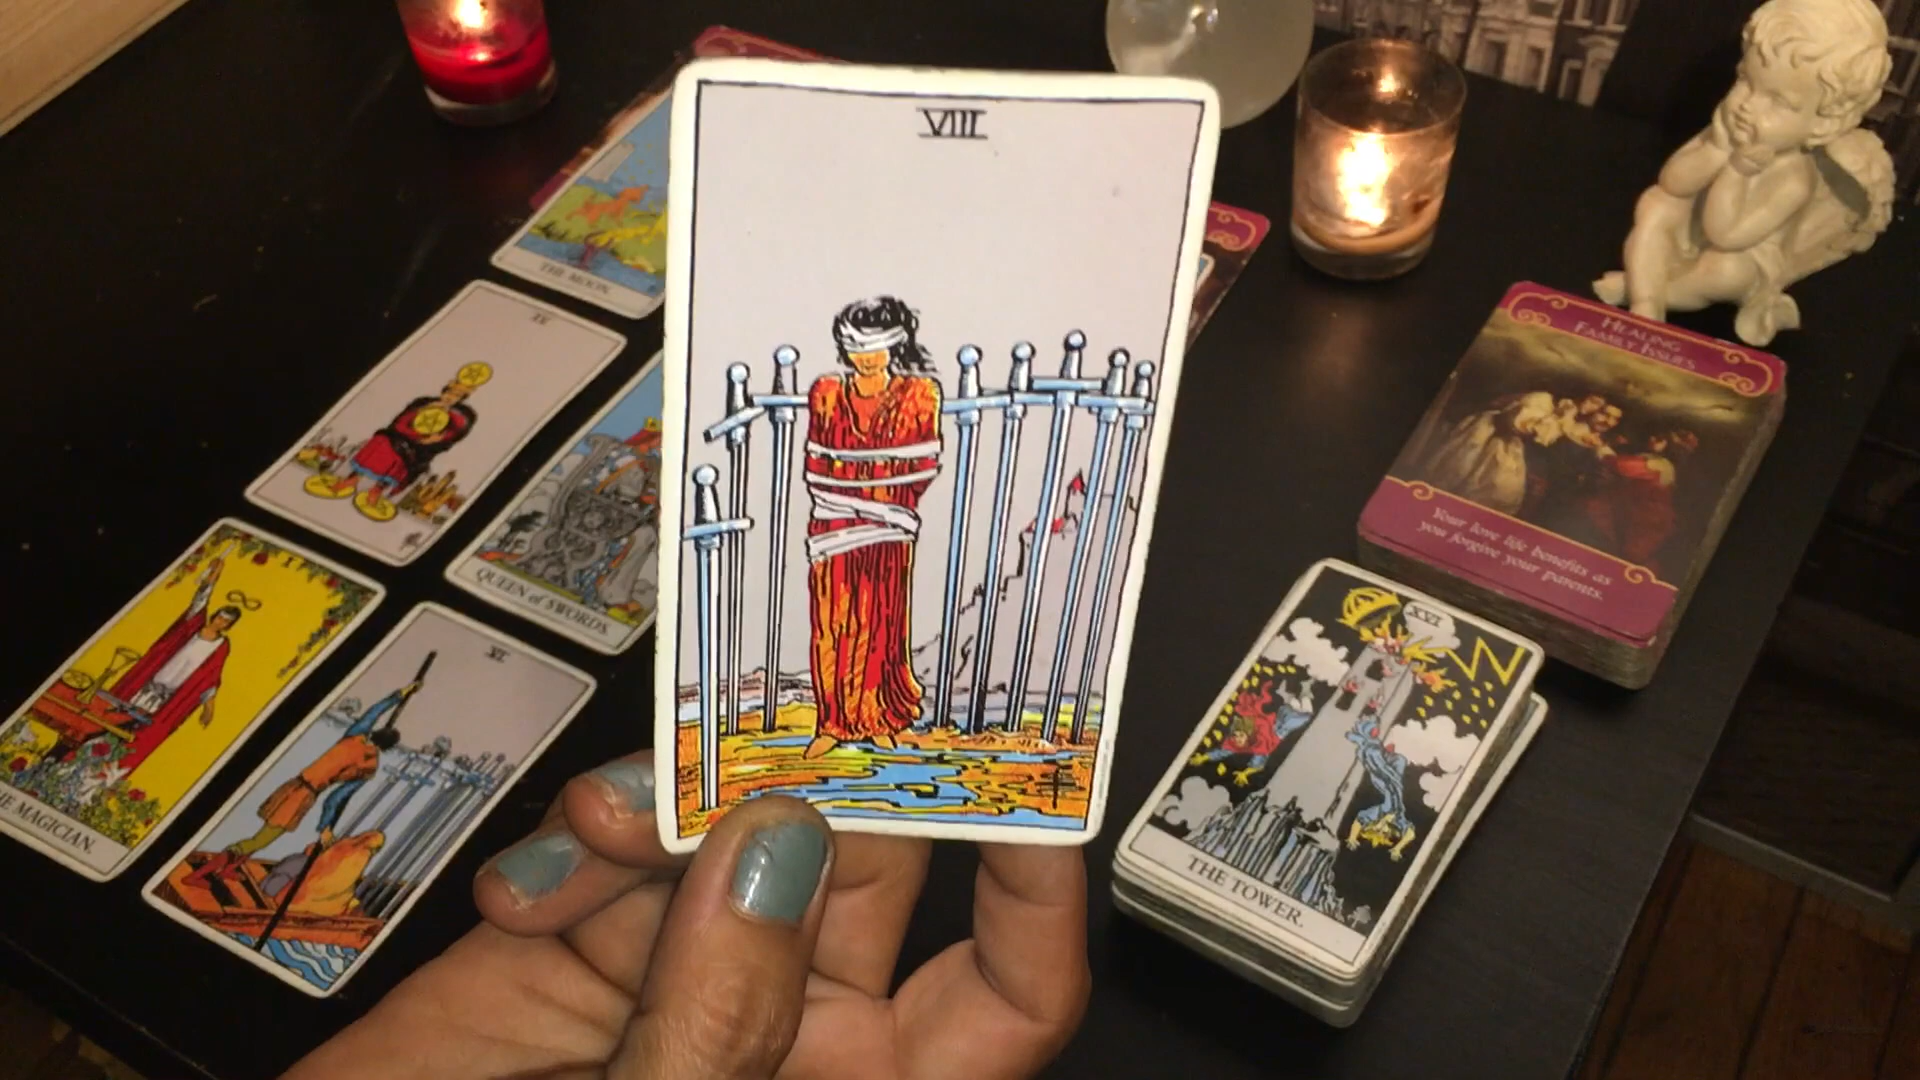 VIII
THE MOON.
IV
QUEEN of SWORDS.
I
THE MAGICIAN.
VI
HEALING
FAMILY ISSUES
Your love life benefits as
you forgive your parents.
XVI
THE TOWER.